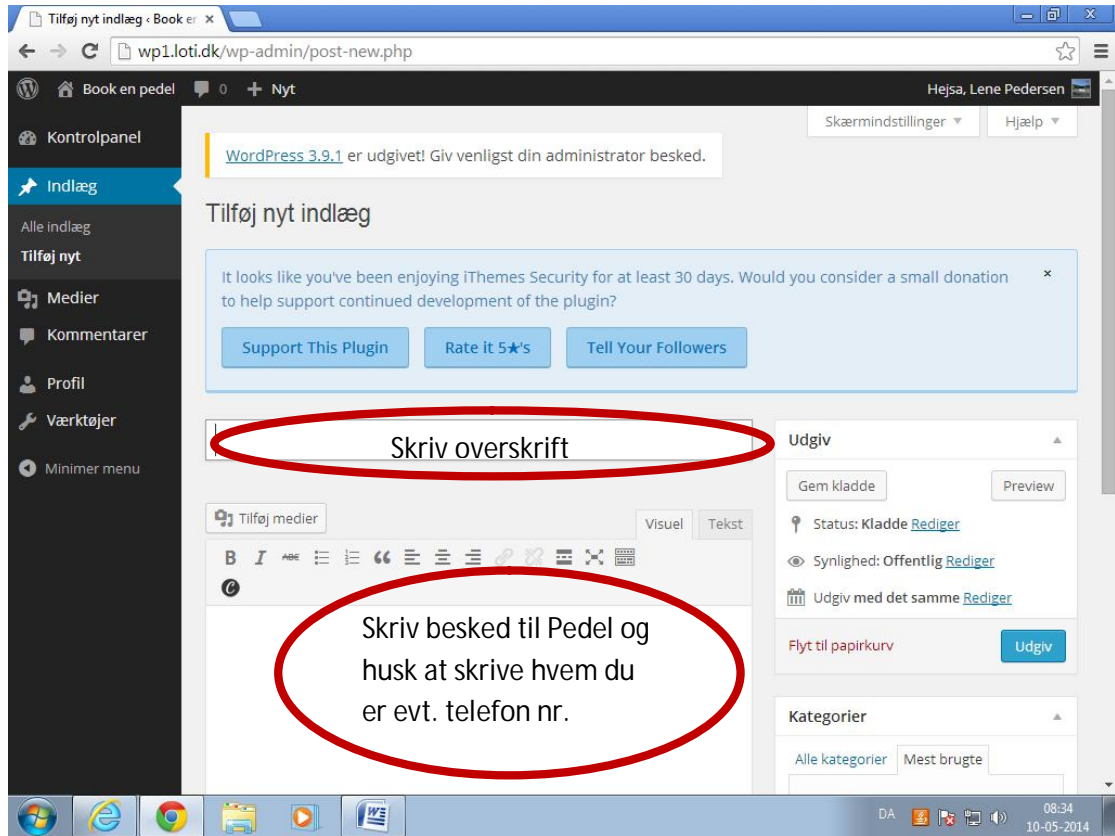 Tilføj nyt indlæg ‹ Book er
wp1.loti.dk/wp-admin/post-new.php
Book en pedel 0 + Nyt Hejsa, Lene Pedersen
Skærmindstillinger Hjælp
Kontrolpanel
Indlæg
Alle indlæg
Tilføj nyt
Medier
Kommentarer
Profil
Værktøjer
Minimer menu
WordPress 3.9.1 er udgivet! Giv venligst din administrator besked.
Tilføj nyt indlæg
It looks like you've been enjoying iThemes Security for at least 30 days. Would you consider a small donation
to help support continued development of the plugin?
Support This Plugin Rate it 5★'s Tell Your Followers
Skriv overskrift
Tilføj medier Visuel Tekst
B I ABC
Skriv besked til Pedel og
husk at skrive hvem du
er evt. telefon nr.
Udgiv
Gem kladde Preview
Status: Kladde Rediger
Synlighed: Offentlig Rediger
Udgiv med det samme Rediger
Flyt til papirkurv Udgiv
Kategorier
Alle kategorier Mest brugte
DA 08:34
10-05-2014